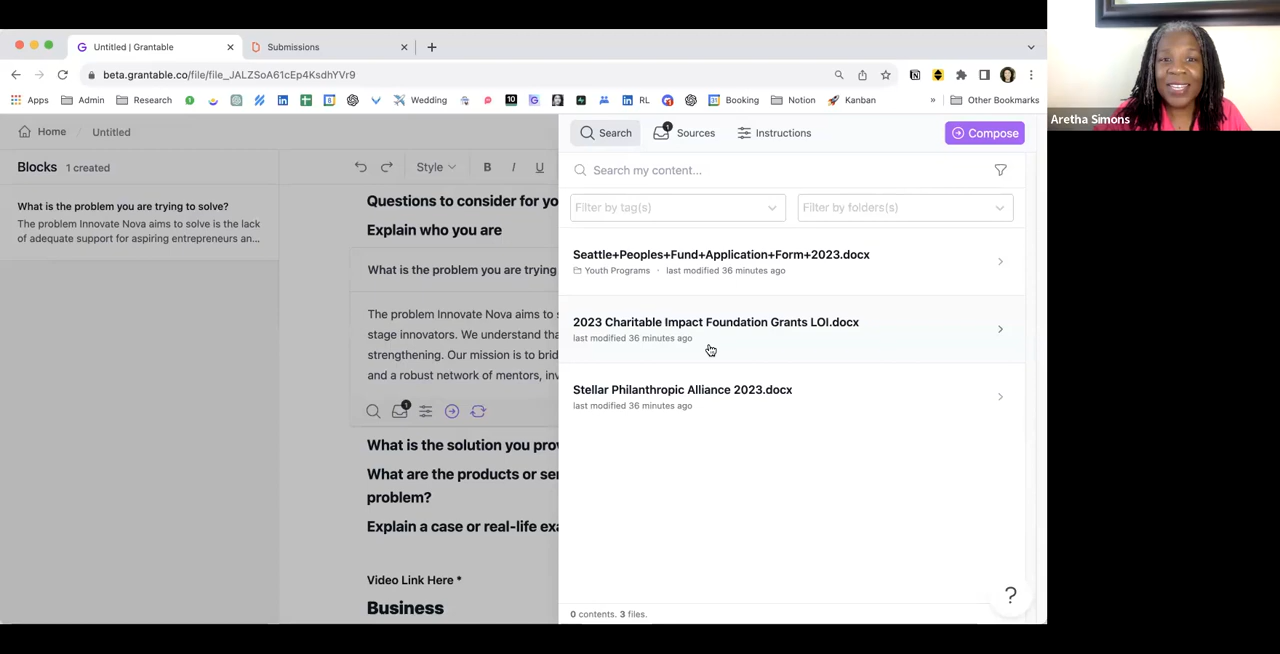 Untitled | Grantable
Submissions
beta.grantable.co/file/file_JALZSoA61cEp4KsdhYVr9
Apps
Admin
Research
10
Wedding
RL
Booking
Notion
Kanban
»
Other Bookmarks
Aretha Simons
Home / Untitled
Blocks 1 created
What is the problem you are trying to solve?
The problem Innovate Nova aims to solve is the lack
of adequate support for aspiring entrepreneurs an...
Style B I U
Questions to consider for yo
Explain who you are
What is the problem you are trying
The problem Innovate Nova aims to s
stage innovators. We understand tha
strengthening. Our mission is to brid
and a robust network of mentors, inv
1
What is the solution you prov
What are the products or ser
problem?
Explain a case or real-life exa
Video Link Here *
Business
Search
1 Sources
Instructions
Compose
Search my content...
Filter by tag(s)
Filter by folders(s)
Seattle+Peoples+Fund+Application+Form+2023.docx
Youth Programs · last modified 36 minutes ago
2023 Charitable Impact Foundation Grants LOI.docx
last modified 36 minutes ago
Stellar Philanthropic Alliance 2023.docx
last modified 36 minutes ago
?
0 contents. 3 files.